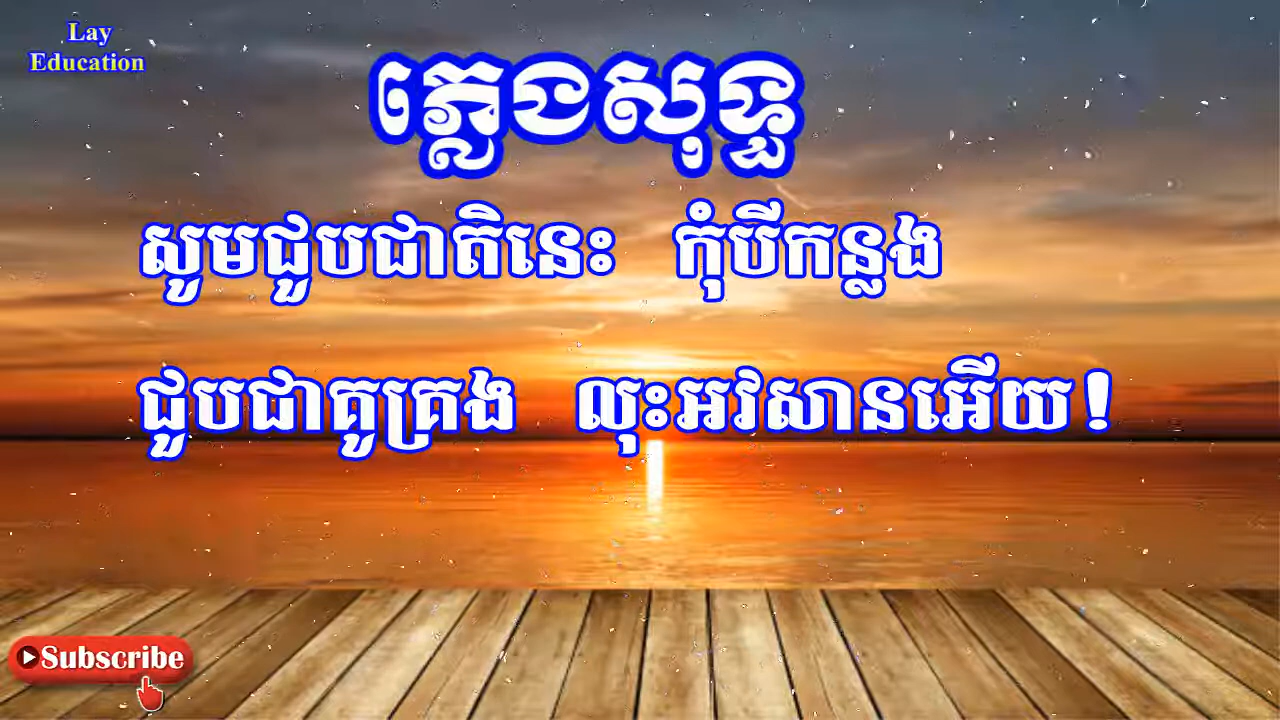 Lay
Education
ភ្លេងសុទ្ធ
សូមជួបជាតិនេះ កុំបីកន្លង
ជួបជាគូគ្រង លុះអវសានអើយ!
Subscribe